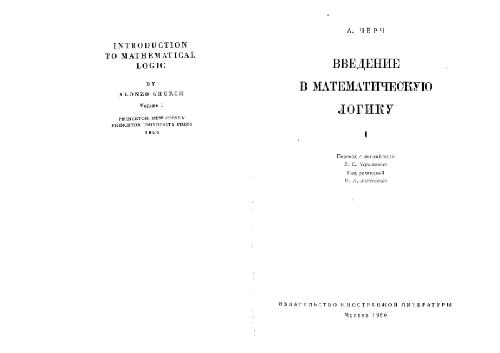 INTRODUCTION
TO MATHEMATICAL
LOGIC
BY
ALONZO CHURCH
Volume I
PRINCETON, NEW JERSEY
PRINCETON UNIVERSITY PRESS
1956
А. ЧЁРЧ
ВВЕДЕНИЕ
В МАТЕМАТИЧЕСКУЮ
ЛОГИКУ
I
Перевод с английского
В. С. Чернявского
Под редакцией
В. А. Успенского
ИЗДАТЕЛЬСТВО ИНОСТРАННОЙ ЛИТЕРАТУРЫ
Москва 1960